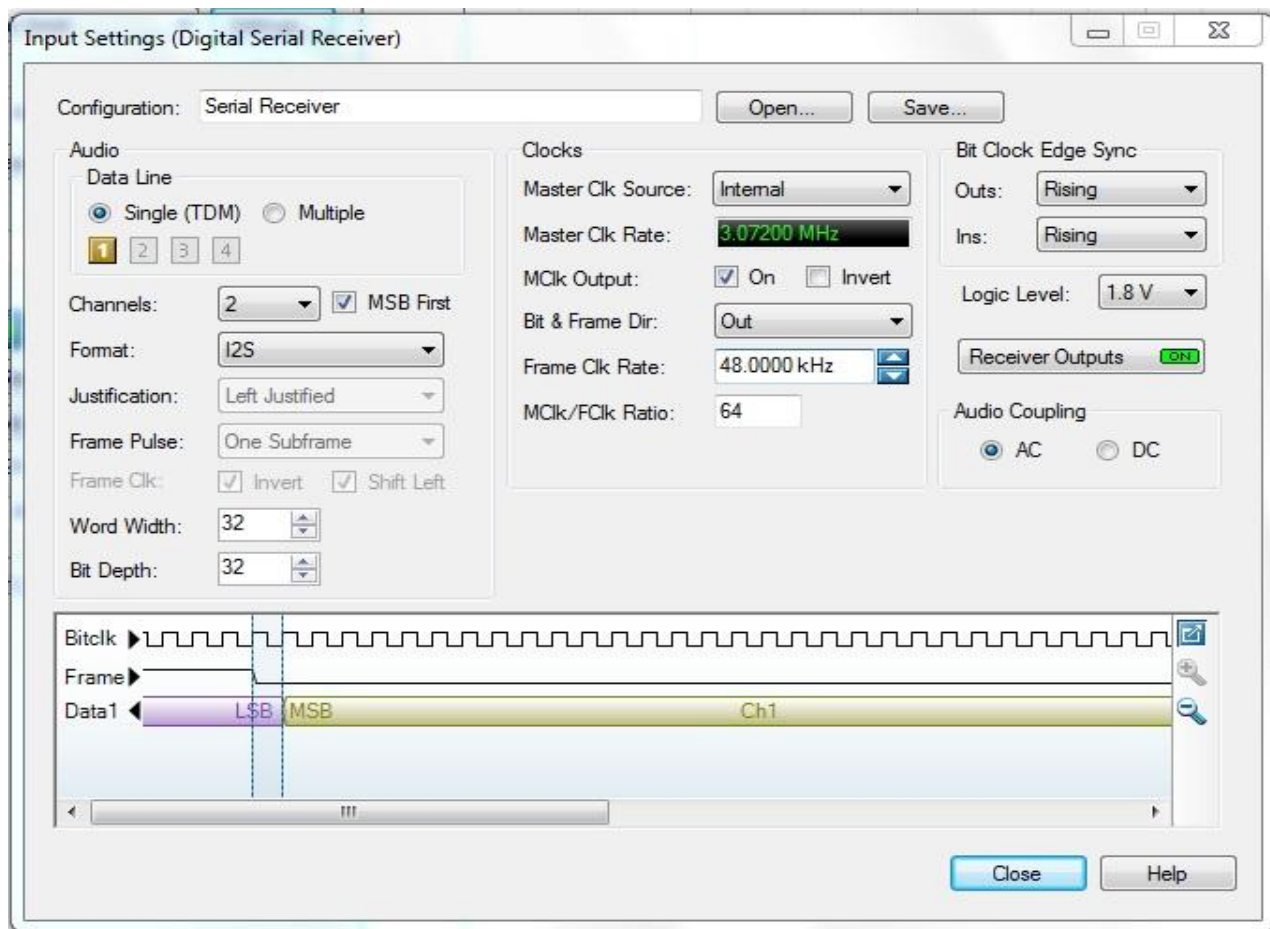 Input Settings (Digital Serial Receiver)
Configuration: Serial Receiver Open... Save...
Audio
Data Line
Single (TDM) Multiple
1 2 3 4
Channels: 2 MSB First
Format: I2S
Justification: Left Justified
Frame Pulse: One Subframe
Frame Clk: Invert Shift Left
Word Width: 32
Bit Depth: 32
Clocks
Master Clk Source: Internal
Master Clk Rate: 3.07200 MHz
MClk Output: On Invert
Bit & Frame Dir: Out
Frame Clk Rate: 48.0000 kHz
MClk/FClk Ratio: 64
Bit Clock Edge Sync
Outs: Rising
Ins: Rising
Logic Level: 1.8 V
Receiver Outputs ON
Audio Coupling
AC DC
Bitclk
Frame
Data1 LSB MSB Ch1
Close Help